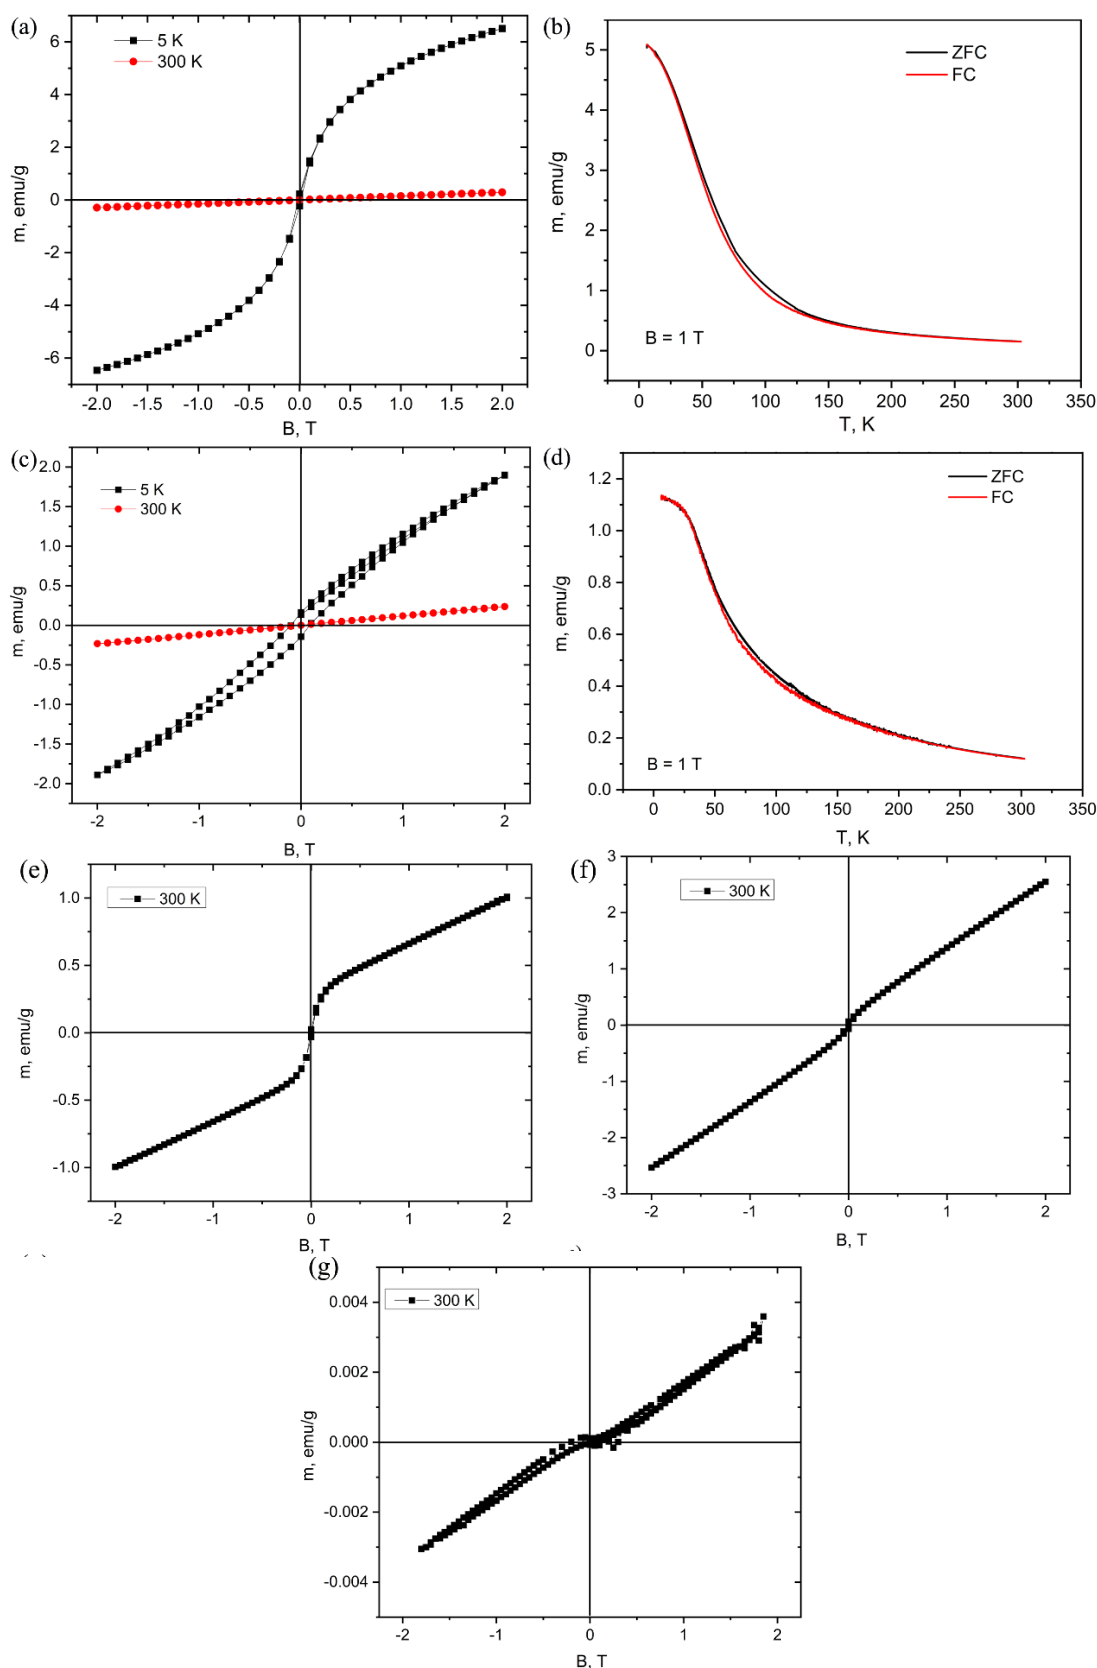 (a)
5 K
300 K
6
4
2
0
-2
-4
-6
m, emu/g
-2.0 -1.5 -1.0 -0.5 0.0 0.5 1.0 1.5 2.0
B, T
(b)
ZFC
FC
5
4
3
2
1
0
m, emu/g
B = 1 T
0 50 100 150 200 250 300 350
T, K
(c)
5 K
300 K
2.0
1.5
1.0
0.5
0.0
-0.5
-1.0
-1.5
-2.0
m, emu/g
-2 -1 0 1 2
B, T
(d)
ZFC
FC
1.2
1.0
0.8
0.6
0.4
0.2
0.0
m, emu/g
B = 1 T
0 50 100 150 200 250 300 350
T, K
(e)
300 K
1.0
0.5
0.0
-0.5
-1.0
m, emu/g
-2 -1 0 1 2
B, T
(f)
300 K
3
2
1
0
-1
-2
-3
m, emu/g
-2 -1 0 1 2
B, T
(g)
300 K
0.004
0.002
0.000
-0.002
-0.004
m, emu/g
-2 -1 0 1 2
B, T